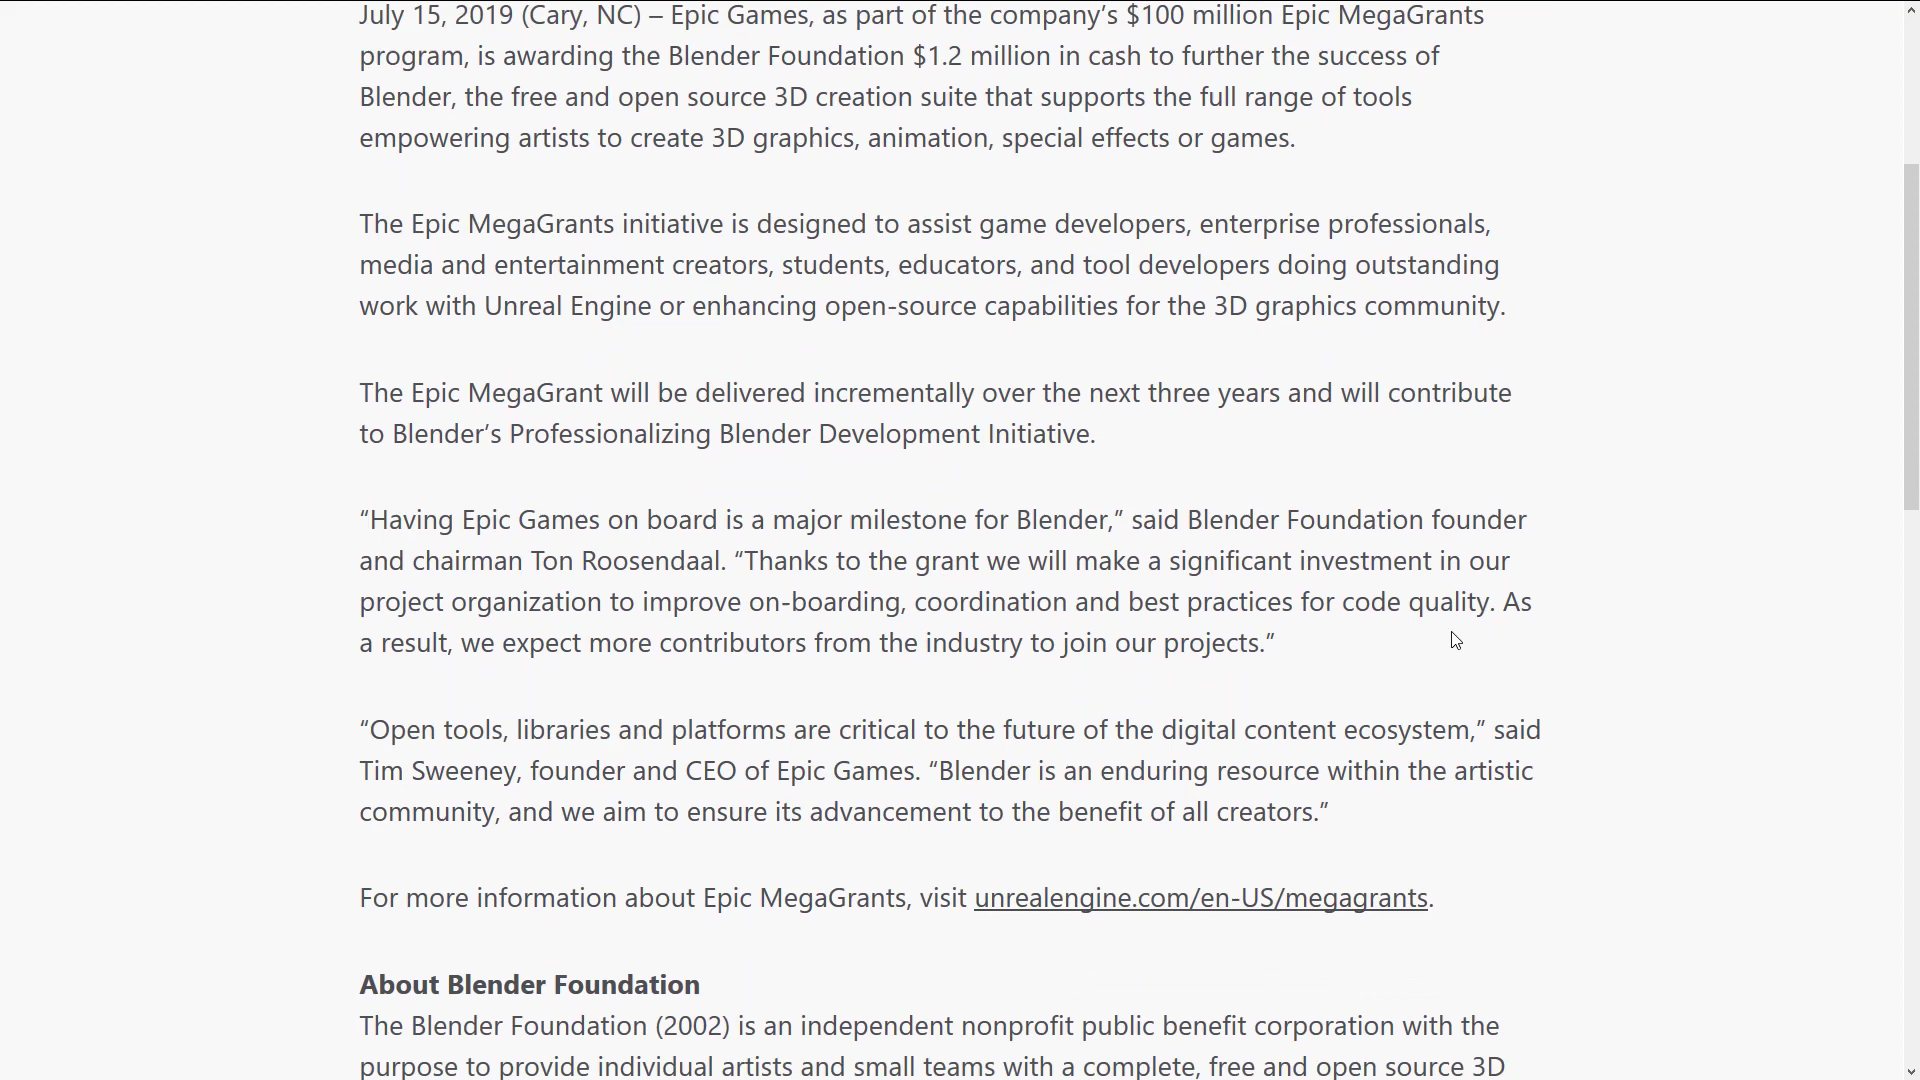 July 15, 2019 (Cary, NC) – Epic Games, as part of the company’s $100 million Epic MegaGrants
program, is awarding the Blender Foundation $1.2 million in cash to further the success of
Blender, the free and open source 3D creation suite that supports the full range of tools
empowering artists to create 3D graphics, animation, special effects or games.
The Epic MegaGrants initiative is designed to assist game developers, enterprise professionals,
media and entertainment creators, students, educators, and tool developers doing outstanding
work with Unreal Engine or enhancing open-source capabilities for the 3D graphics community.
The Epic MegaGrant will be delivered incrementally over the next three years and will contribute
to Blender’s Professionalizing Blender Development Initiative.
“Having Epic Games on board is a major milestone for Blender,” said Blender Foundation founder
and chairman Ton Roosendaal. “Thanks to the grant we will make a significant investment in our
project organization to improve on-boarding, coordination and best practices for code quality. As
a result, we expect more contributors from the industry to join our projects.”
“Open tools, libraries and platforms are critical to the future of the digital content ecosystem,” said
Tim Sweeney, founder and CEO of Epic Games. “Blender is an enduring resource within the artistic
community, and we aim to ensure its advancement to the benefit of all creators.”
For more information about Epic MegaGrants, visit unrealengine.com/en-US/megagrants.
About Blender Foundation
The Blender Foundation (2002) is an independent nonprofit public benefit corporation with the
purpose to provide individual artists and small teams with a complete, free and open source 3D